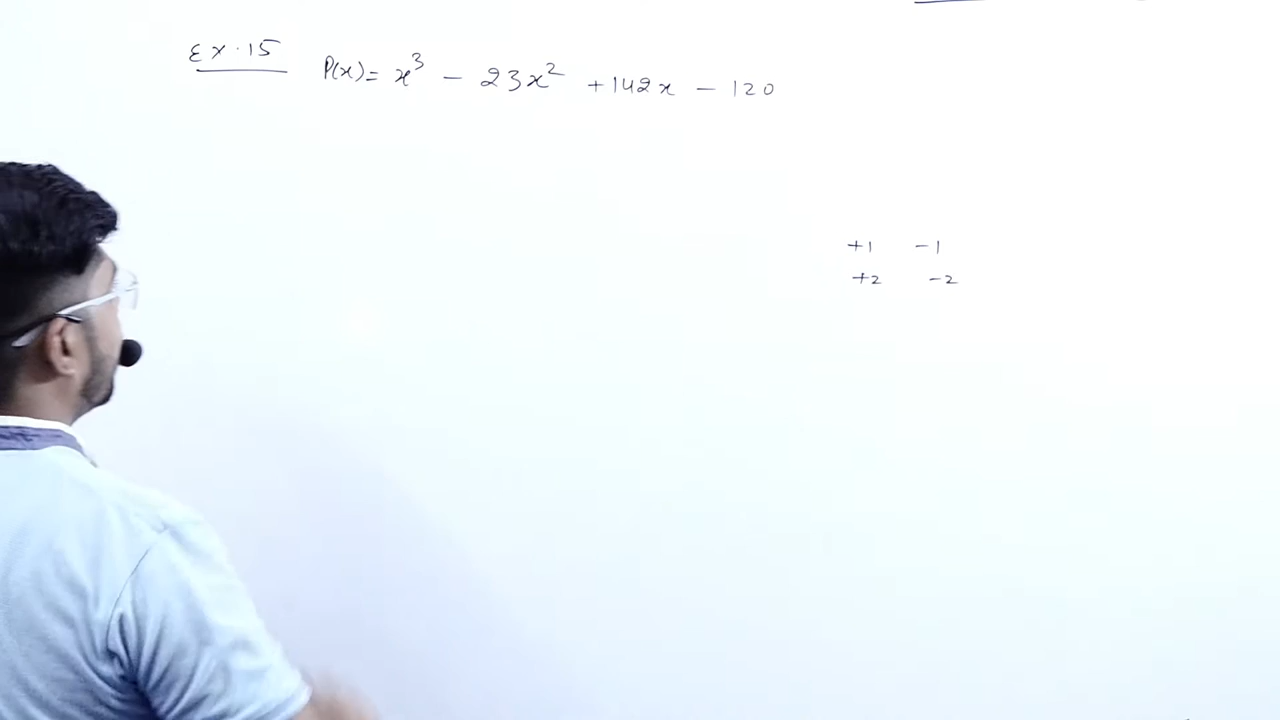 Ex.15 P(x) = x³ - 23x² + 142x - 120
+1 -1
+2 -2